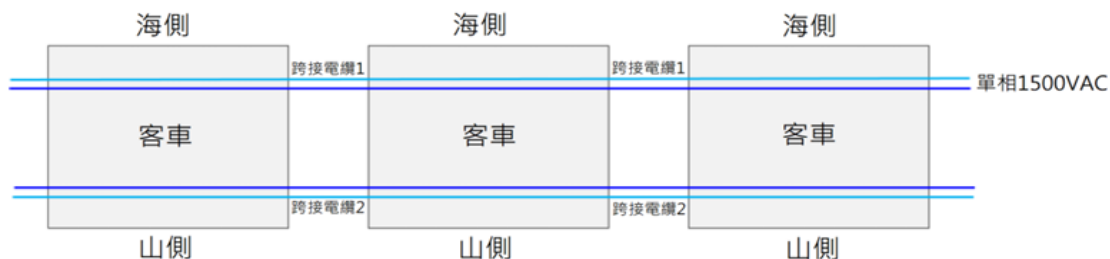 海側 海側 海側
跨接電纜1 跨接電纜1
單相1500VAC
客車 客車 客車
跨接電纜2 跨接電纜2
山側 山側 山側